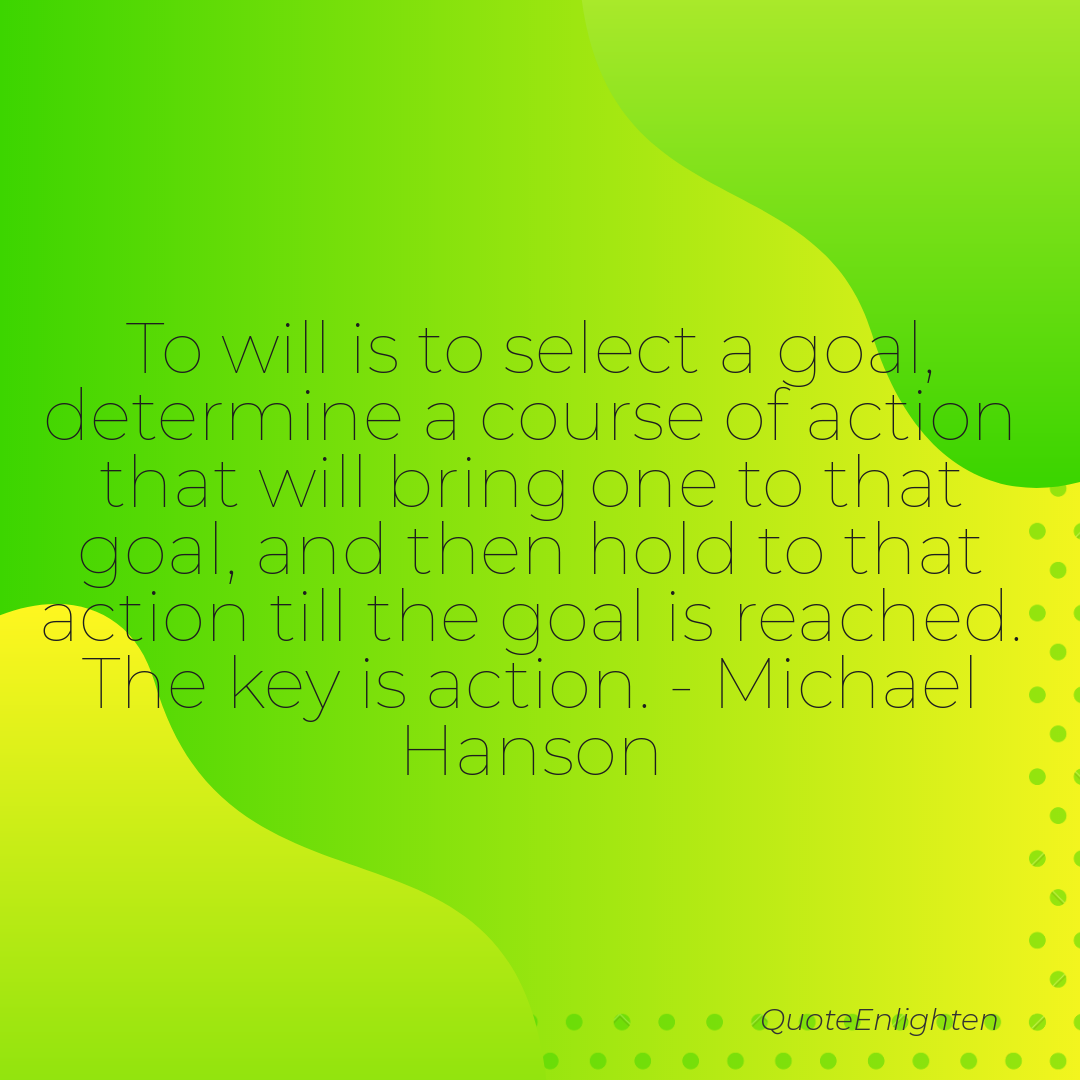 To will is to select a goal,
determine a course of action
that will bring one to that
goal, and then hold to that
action till the goal is reached.
The key is action. - Michael
Hanson
QuoteEnlighten